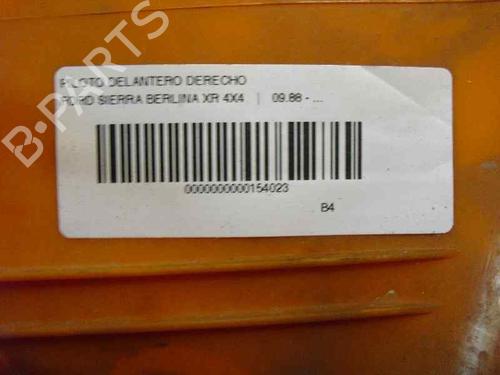 PILOTO DELANTERO DERECHO
FORD SIERRA BERLINA XR 4X4 | 09.88 - ...
0000000000154023
B4
B-PARTS